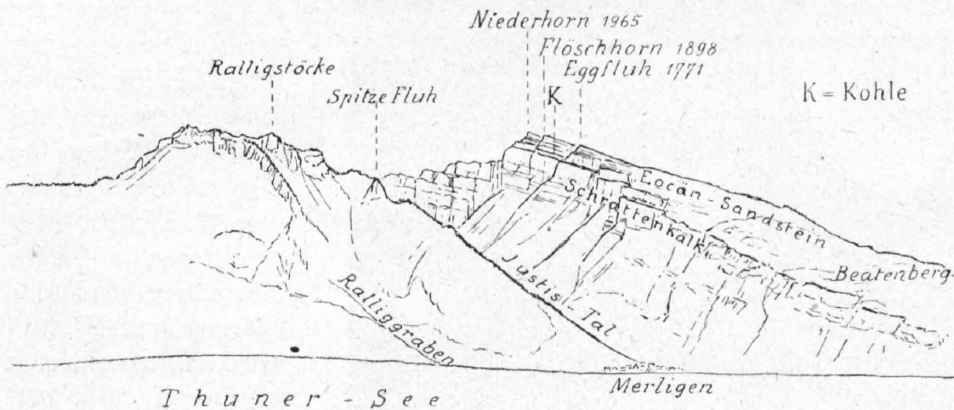 Niederhorn 1965
Flöschhorn 1898
Eggfluh 1771
Ralligstöcke
Spitze Fluh
K
K = Kohle
Eocän - Sandstein
Schrattenkalk
Beatenberg
Justis - Tal
Ralliggraben
Merligen
Thuner - See